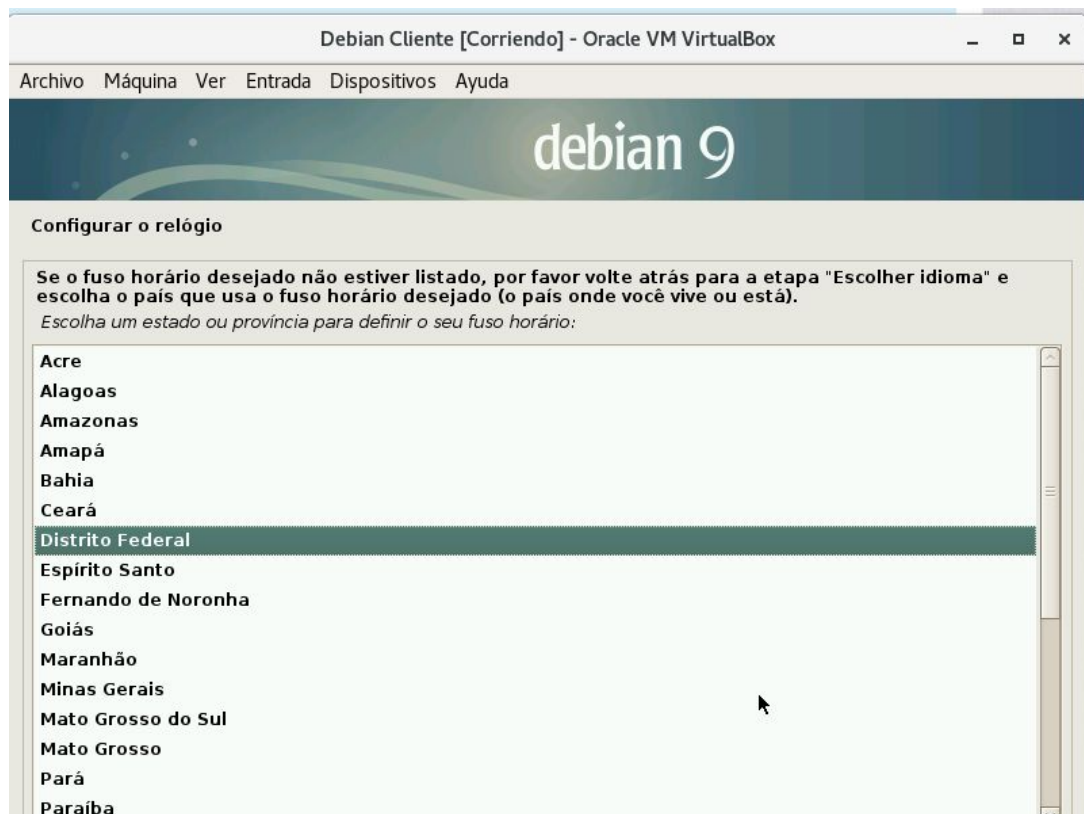 Debian Cliente [Corriendo] - Oracle VM VirtualBox
Archivo Máquina Ver Entrada Dispositivos Ayuda
debian 9
Configurar o relógio
Se o fuso horário desejado não estiver listado, por favor volte atrás para a etapa "Escolher idioma" e
escolha o país que usa o fuso horário desejado (o país onde você vive ou está).
Escolha um estado ou província para definir o seu fuso horário:
Acre
Alagoas
Amazonas
Amapá
Bahia
Ceará
Distrito Federal
Espírito Santo
Fernando de Noronha
Goiás
Maranhão
Minas Gerais
Mato Grosso do Sul
Mato Grosso
Pará
Paraíba